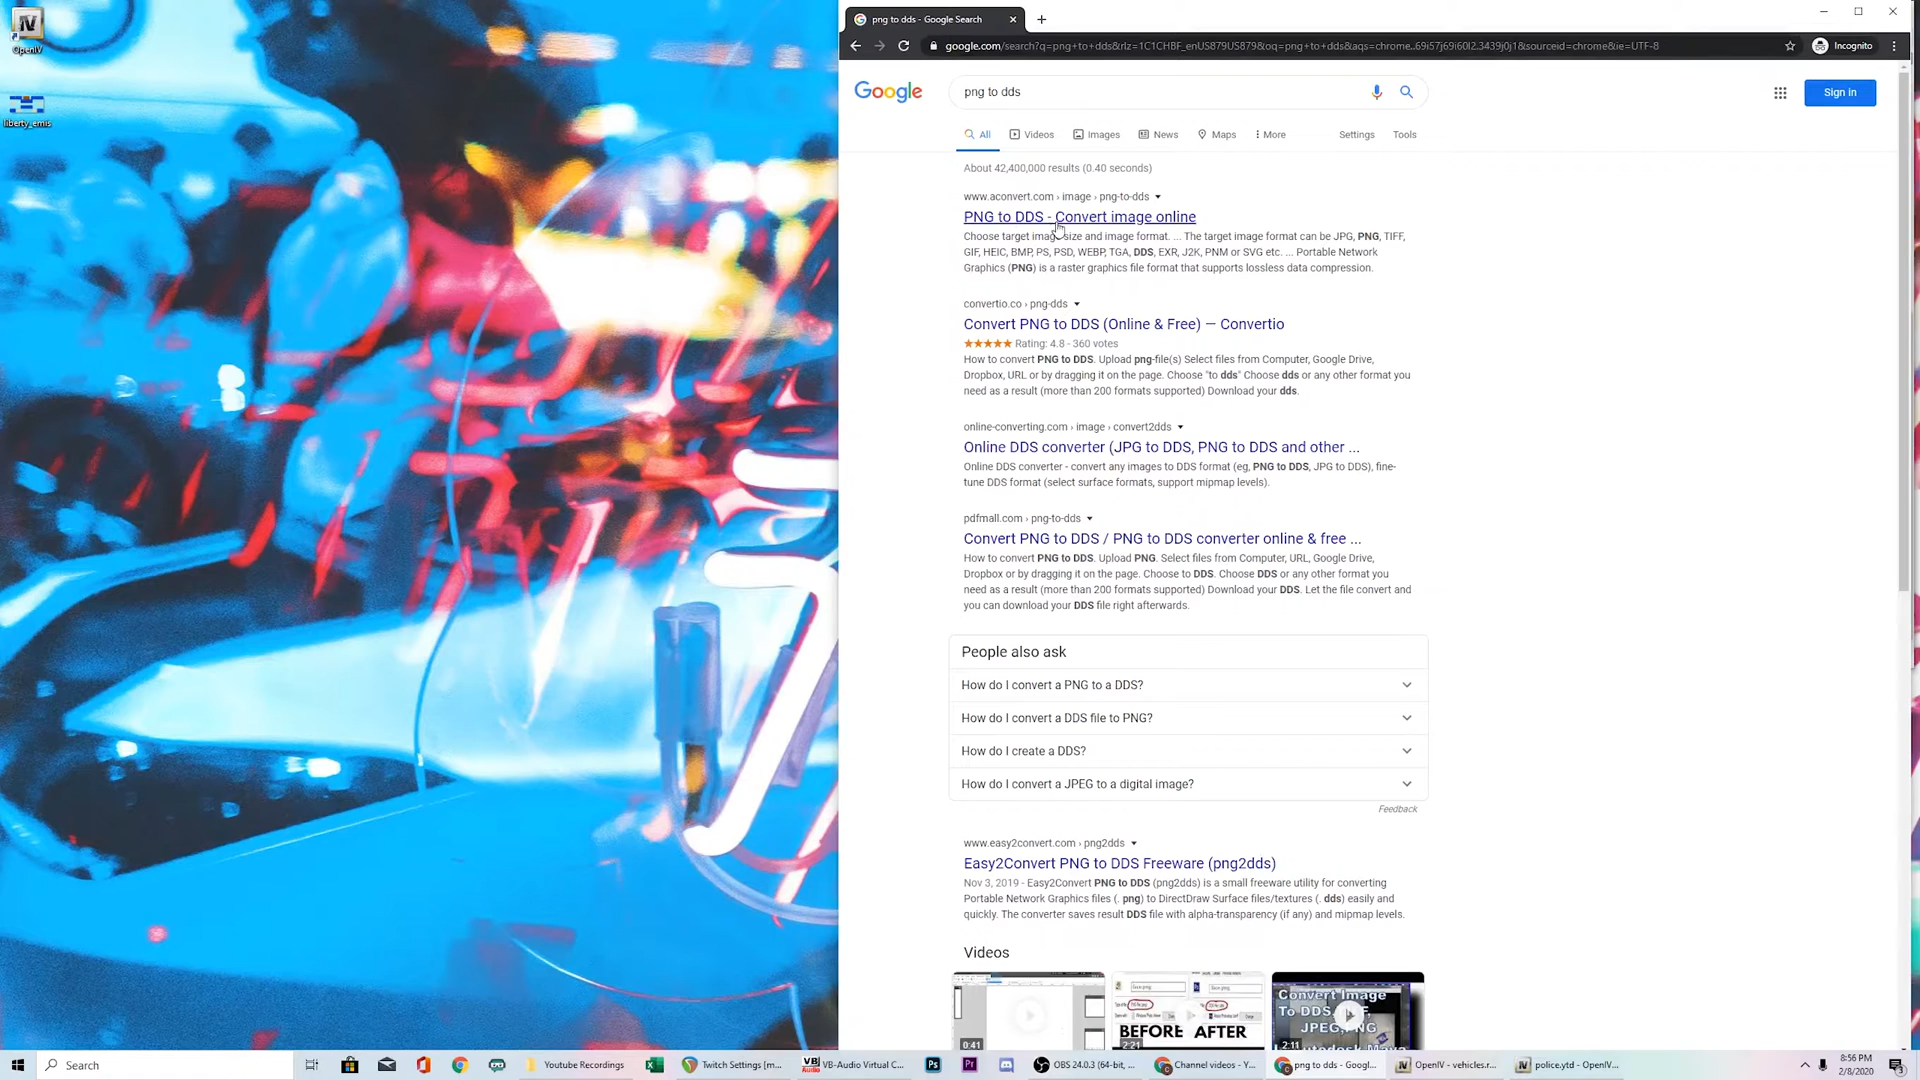 OpenIV
liberty_emis
png to dds - Google Search
google.com/search?q=png+to+dds&rlz=1C1CHBF_enUS879US879&oq=png+to+dds&aqs=chrome..69i57j69i60l2.3439j0j1&sourceid=chrome&ie=UTF-8
Incognito
Google
png to dds
Sign in
All
Videos
Images
News
Maps
More
Settings
Tools
About 42,400,000 results (0.40 seconds)
www.aconvert.com › image › png-to-dds
PNG to DDS - Convert image online
Choose target image size and image format. ... The target image format can be JPG, PNG, TIFF,
GIF, HEIC, BMP, PS, PSD, WEBP, TGA, DDS, EXR, J2K, PNM or SVG etc. ... Portable Network
Graphics (PNG) is a raster graphics file format that supports lossless data compression.
convertio.co › png-dds
Convert PNG to DDS (Online & Free) — Convertio
★★★★★ Rating: 4.8 - 360 votes
How to convert PNG to DDS. Upload png-file(s) Select files from Computer, Google Drive,
Dropbox, URL or by dragging it on the page. Choose "to dds" Choose dds or any other format you
need as a result (more than 200 formats supported) Download your dds.
online-converting.com › image › convert2dds
Online DDS converter (JPG to DDS, PNG to DDS and other ...
Online DDS converter - convert any images to DDS format (eg, PNG to DDS, JPG to DDS), fine-
tune DDS format (select surface formats, support mipmap levels).
pdfmall.com › png-to-dds
Convert PNG to DDS / PNG to DDS converter online & free ...
How to convert PNG to DDS. Upload PNG. Select files from Computer, URL, Google Drive,
Dropbox or by dragging it on the page. Choose to DDS. Choose DDS or any other format you
need as a result (more than 200 formats supported) Download your DDS. Let the file convert and
you can download your DDS file right afterwards.
People also ask
How do I convert a PNG to a DDS?
How do I convert a DDS file to PNG?
How do I create a DDS?
How do I convert a JPEG to a digital image?
Feedback
www.easy2convert.com › png2dds
Easy2Convert PNG to DDS Freeware (png2dds)
Nov 3, 2019 - Easy2Convert PNG to DDS (png2dds) is a small freeware utility for converting
Portable Network Graphics files (. png) to DirectDraw Surface files/textures (. dds) easily and
quickly. The converter saves result DDS file with alpha-transparency (if any) and mipmap levels.
Videos
0:41
BEFORE AFTER
2:21
Convert Image
JPEG,PNG
2:11
Search
Youtube Recordings
Twitch Settings [m...
VB-Audio Virtual C...
OBS 24.0.3 (64-bit, ...
Channel videos - Y...
png to dds - Googl...
OpenIV - vehicles.r...
police.ytd - OpenIV...
8:56 PM
2/8/2020